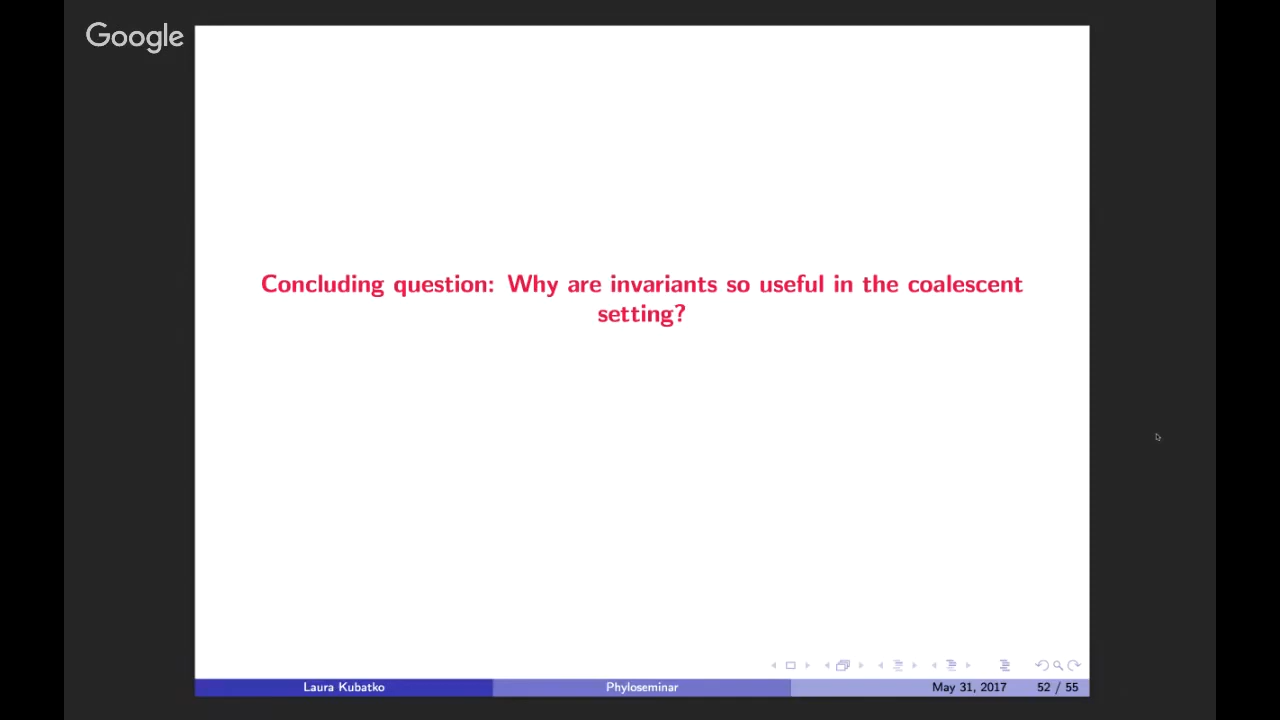 Google
Concluding question: Why are invariants so useful in the coalescent
setting?
Laura Kubatko
Phyloseminar
May 31, 2017
52 / 55